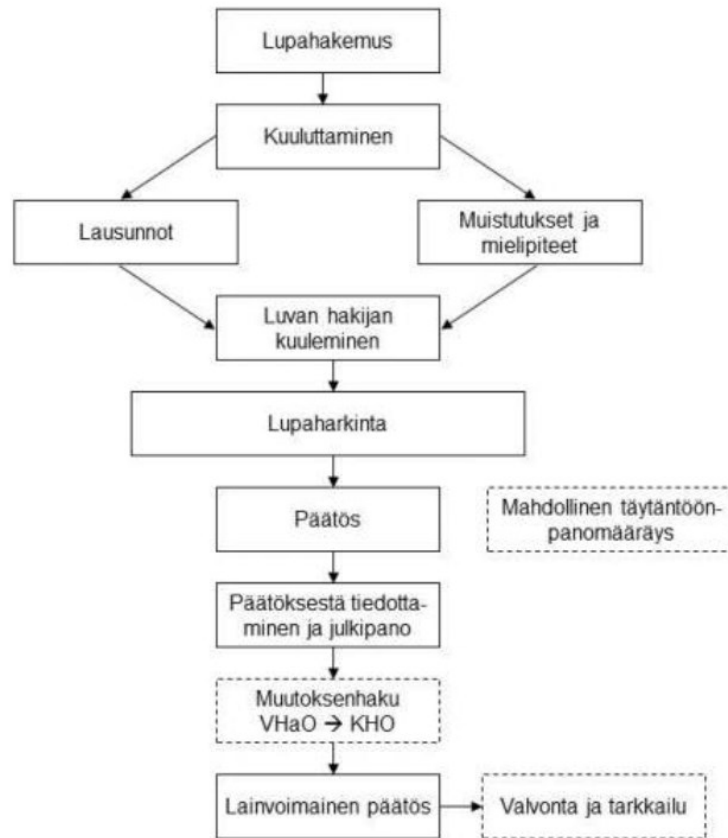 Lupahakemus
Kuuluttaminen
Lausunnot
Muistutukset ja
mielipiteet
Luvan hakijan
kuuleminen
Lupaharkinta
Päätös
Mahdollinen täytäntöön-
panomääräys
Päätöksestä tiedotta-
minen ja julkipano
Muutoksenhaku
VHaO → KHO
Lainvoimainen päätös
Valvonta ja tarkkailu